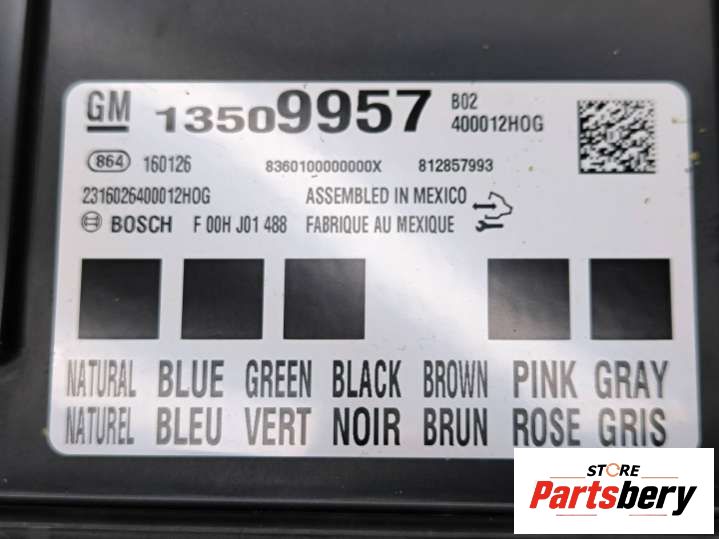 GM 13509957 B02
400012HOG
864 160126 8360100000000X 812857993
2316026400012HOG ASSEMBLED IN MEXICO
BOSCH F 00H J01 488 FABRIQUE AU MEXIQUE
NATURAL BLUE GREEN BLACK BROWN PINK GRAY
NATUREL BLEU VERT NOIR BRUN ROSE GRIS
STORE
Partsbery